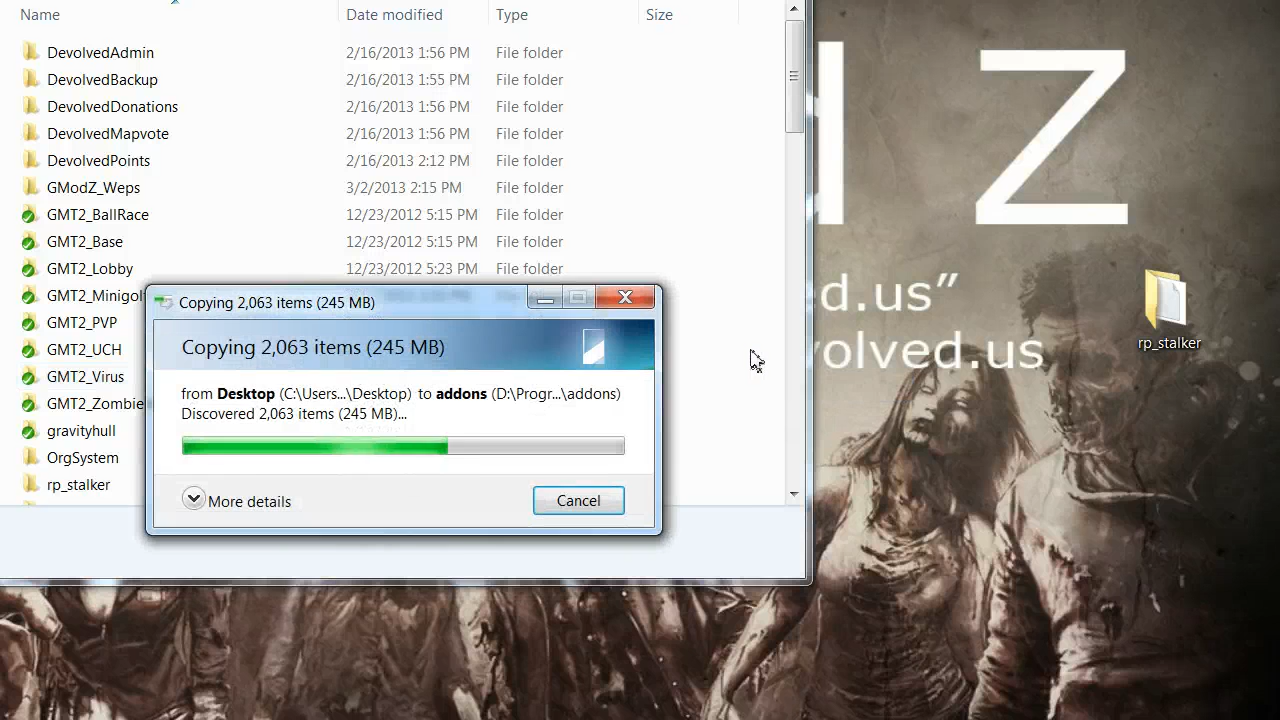 Name Date modified Type Size
DevolvedAdmin 2/16/2013 1:56 PM File folder
DevolvedBackup 2/16/2013 1:55 PM File folder
DevolvedDonations 2/16/2013 1:56 PM File folder
DevolvedMapvote 2/16/2013 1:56 PM File folder
DevolvedPoints 2/16/2013 2:12 PM File folder
GModZ_Weps 3/2/2013 2:15 PM File folder
GMT2_BallRace 12/23/2012 5:15 PM File folder
GMT2_Base 12/23/2012 5:15 PM File folder
GMT2_Lobby 12/23/2012 5:23 PM File folder
GMT2_Minigol
GMT2_PVP
GMT2_UCH
GMT2_Virus
GMT2_Zombie
gravityhull
OrgSystem
rp_stalker
Copying 2,063 items (245 MB)
Copying 2,063 items (245 MB)
from Desktop (C:\Users...\Desktop) to addons (D:\Progr...\addons)
Discovered 2,063 items (245 MB)...
More details
Cancel
Z
d.us”
volved.us
rp_stalker